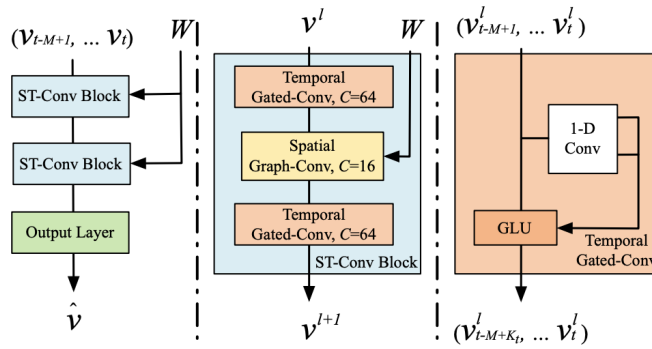 (v_{t-M+1}, ... v_t)
W
ST-Conv Block
ST-Conv Block
Output Layer
v̂
v^l
W
Temporal
Gated-Conv, C=64
Spatial
Graph-Conv, C=16
Temporal
Gated-Conv, C=64
ST-Conv Block
v^{l+1}
(v^l_{t-M+1}, ... v^l_t)
1-D
Conv
GLU
Temporal
Gated-Conv
(v^l_{t-M+K_t}, ... v^l_t)